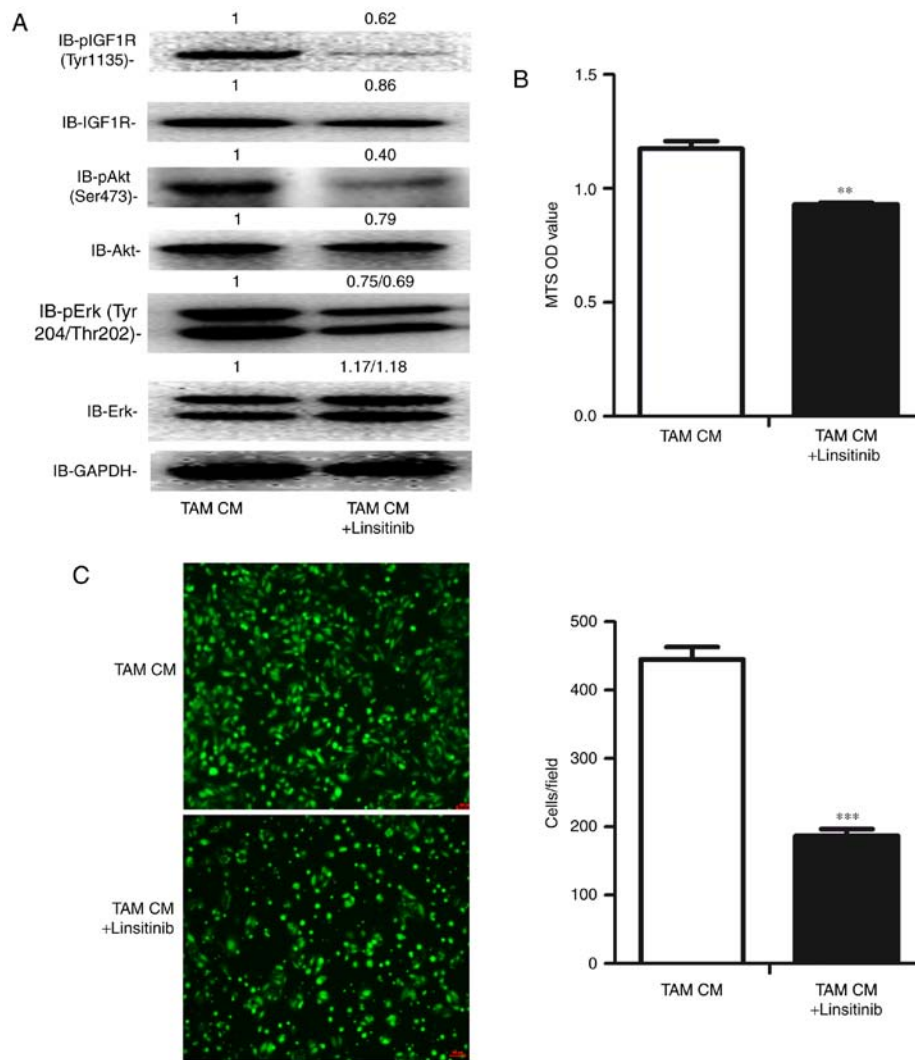 A
1 0.62
IB-pIGF1R
(Tyr1135)-
1 0.86
IB-IGF1R-
1 0.40
IB-pAkt
(Ser473)-
1 0.79
IB-Akt-
1 0.75/0.69
IB-pErk (Tyr
204/Thr202)-
1 1.17/1.18
IB-Erk-
IB-GAPDH-
TAM CM TAM CM
+Linsitinib
B
1.5
1.0
0.5
0.0
MTS OD value
**
TAM CM TAM CM
+Linsitinib
C
TAM CM
TAM CM
+Linsitinib
500
400
300
200
100
0
Cells/field
***
TAM CM TAM CM
+Linsitinib